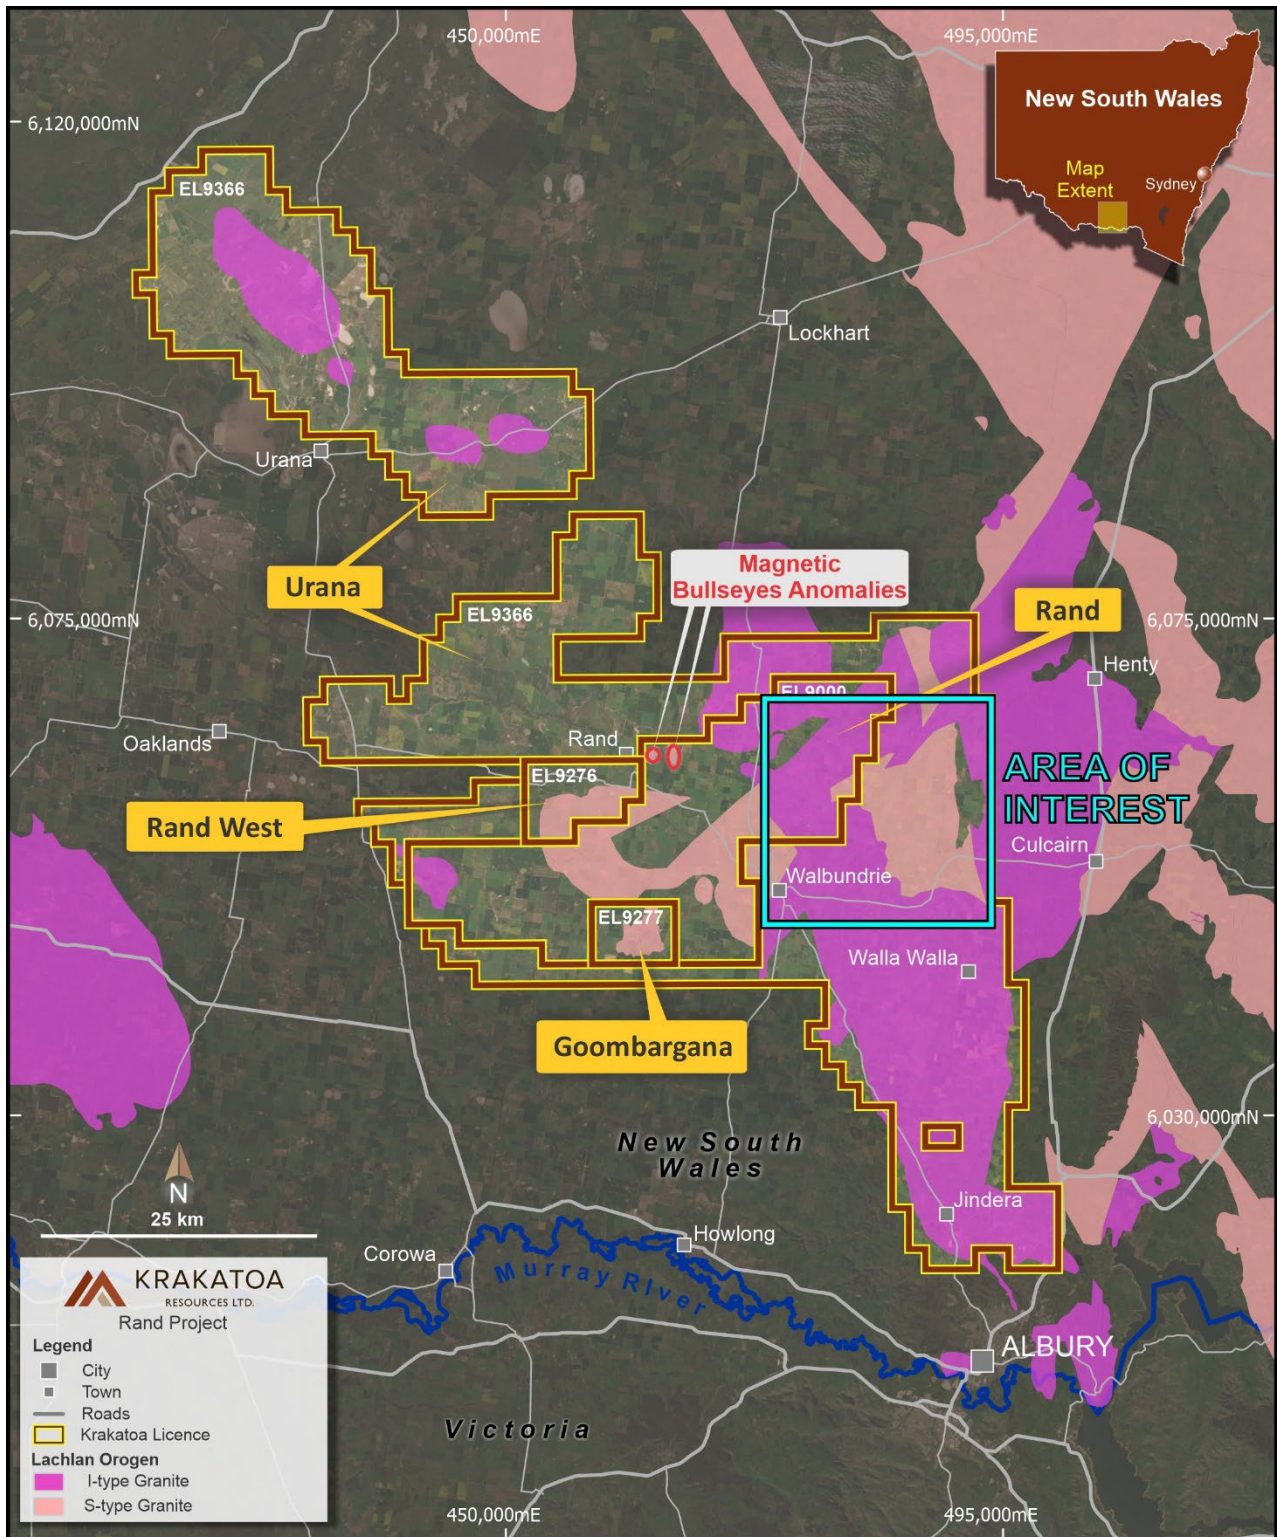 450,000mE
495,000mE
6,120,000mN
New South Wales
Map
Extent
Sydney
EL9366
Lockhart
Urana
Urana
EL9366
Magnetic
Bullseyes Anomalies
Rand
6,075,000mN
6,075,000mN
Henty
EL9000
Oaklands
Rand
EL9276
AREA OF
INTEREST
Rand West
Culcairn
Walbundrie
EL9277
Walla Walla
Goombargana
6,030,000mN
New South
Wales
N
25 km
Jindera
Howlong
Corowa
Murray River
KRAKATOA
RESOURCES LTD.
Rand Project
Legend
City
Town
Roads
Krakatoa Licence
Lachlan Orogen
I-type Granite
S-type Granite
ALBURY
Victoria
450,000mE
495,000mE